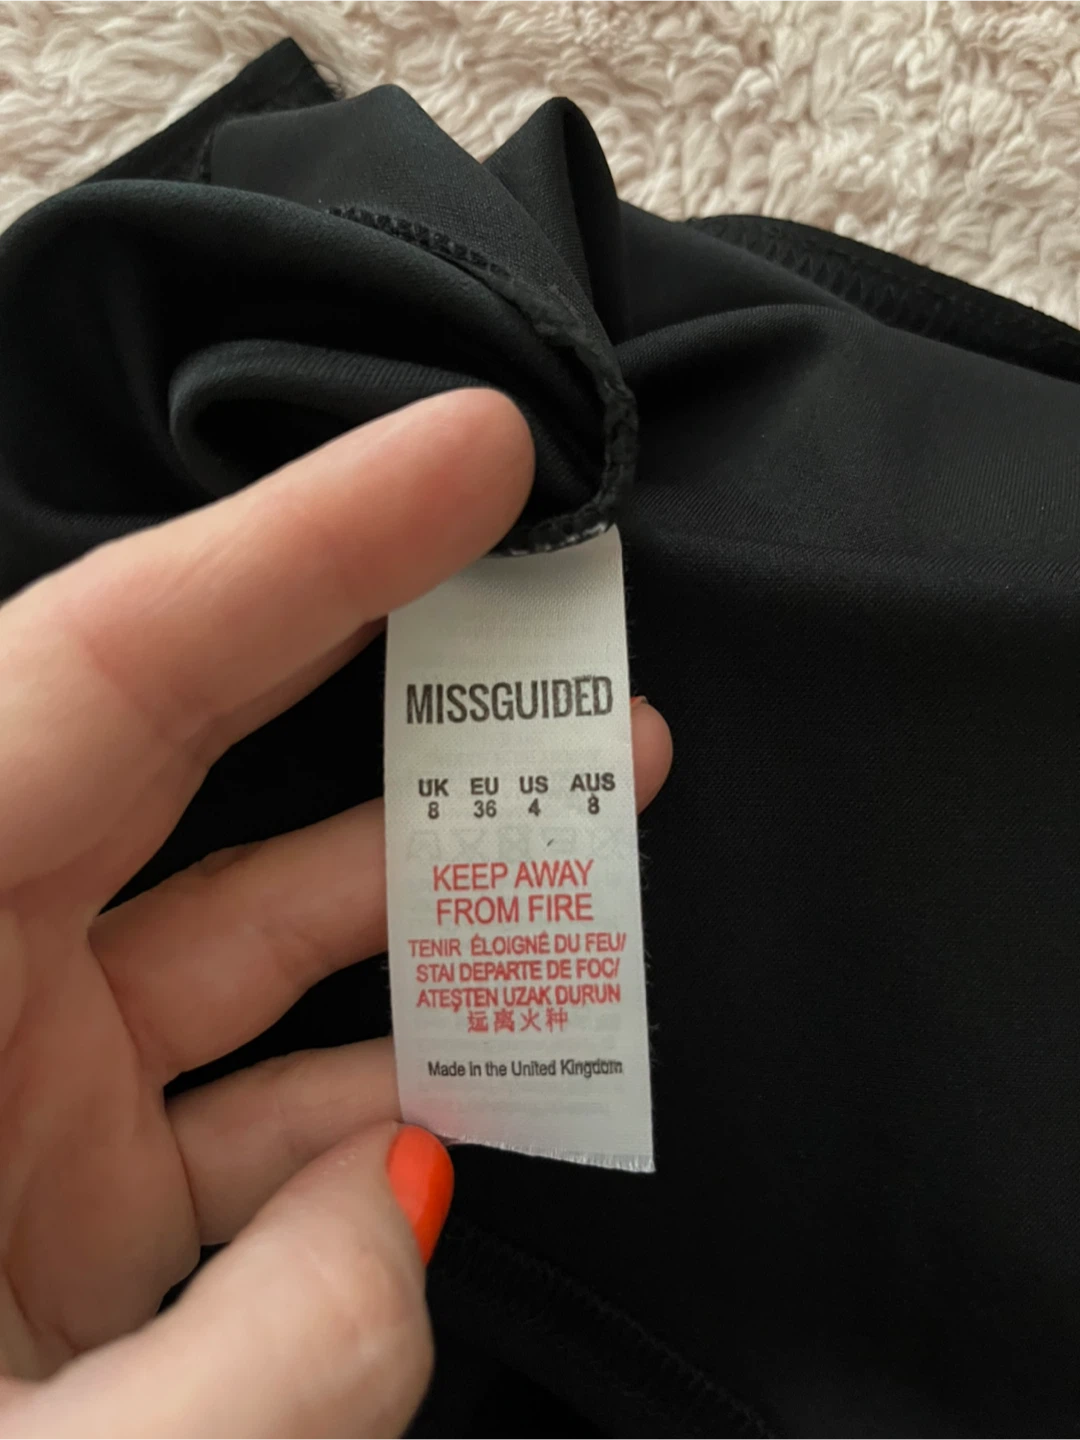 MISSGUIDED
UK EU US AUS
8 36 4 8
KEEP AWAY
FROM FIRE
TENIR ÉLOIGNÉ DU FEU/
STAI DEPARTE DE FOC/
ATEŞTEN UZAK DURUN
远离火种
Made in the United Kingdom